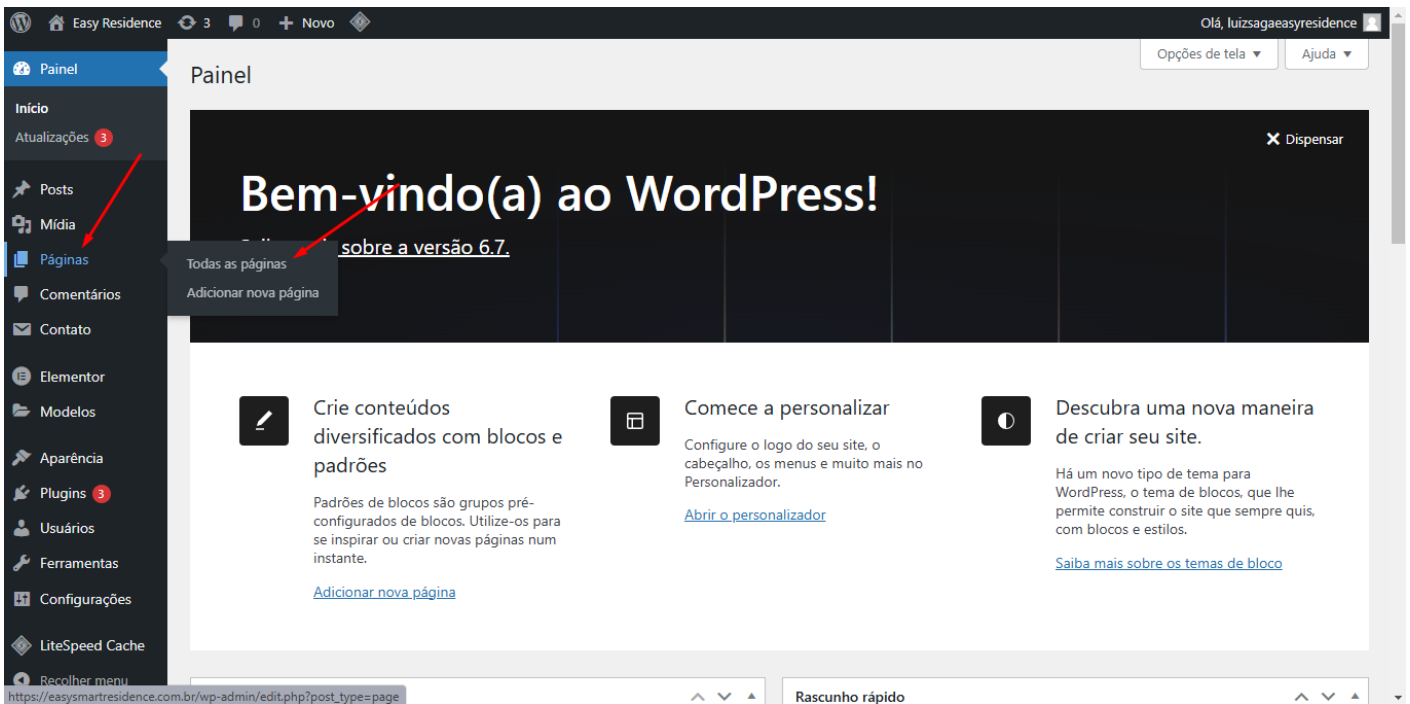 Easy Residence 3 0 + Novo Olá, luizsagaeasyresidence
Painel
Início
Atualizações 3
Posts
Mídia
Páginas
Comentários
Contato
Elementor
Modelos
Aparência
Plugins 3
Usuários
Ferramentas
Configurações
LiteSpeed Cache
Recolher menu
Todas as páginas
Adicionar nova página
Opções de tela ▼ Ajuda ▼
Painel
Dispensar
Bem-vindo(a) ao WordPress!
sobre a versão 6.7.
Crie conteúdos
diversificados com blocos e
padrões
Padrões de blocos são grupos pré-
configurados de blocos. Utilize-os para
se inspirar ou criar novas páginas num
instante.
Adicionar nova página
Comece a personalizar
Configure o logo do seu site, o
cabeçalho, os menus e muito mais no
Personalizador.
Abrir o personalizador
Descubra uma nova maneira
de criar seu site.
Há um novo tipo de tema para
WordPress, o tema de blocos, que lhe
permite construir o site que sempre quis,
com blocos e estilos.
Saiba mais sobre os temas de bloco
Rascunho rápido
https://easysmartresidence.com.br/wp-admin/edit.php?post_type=page